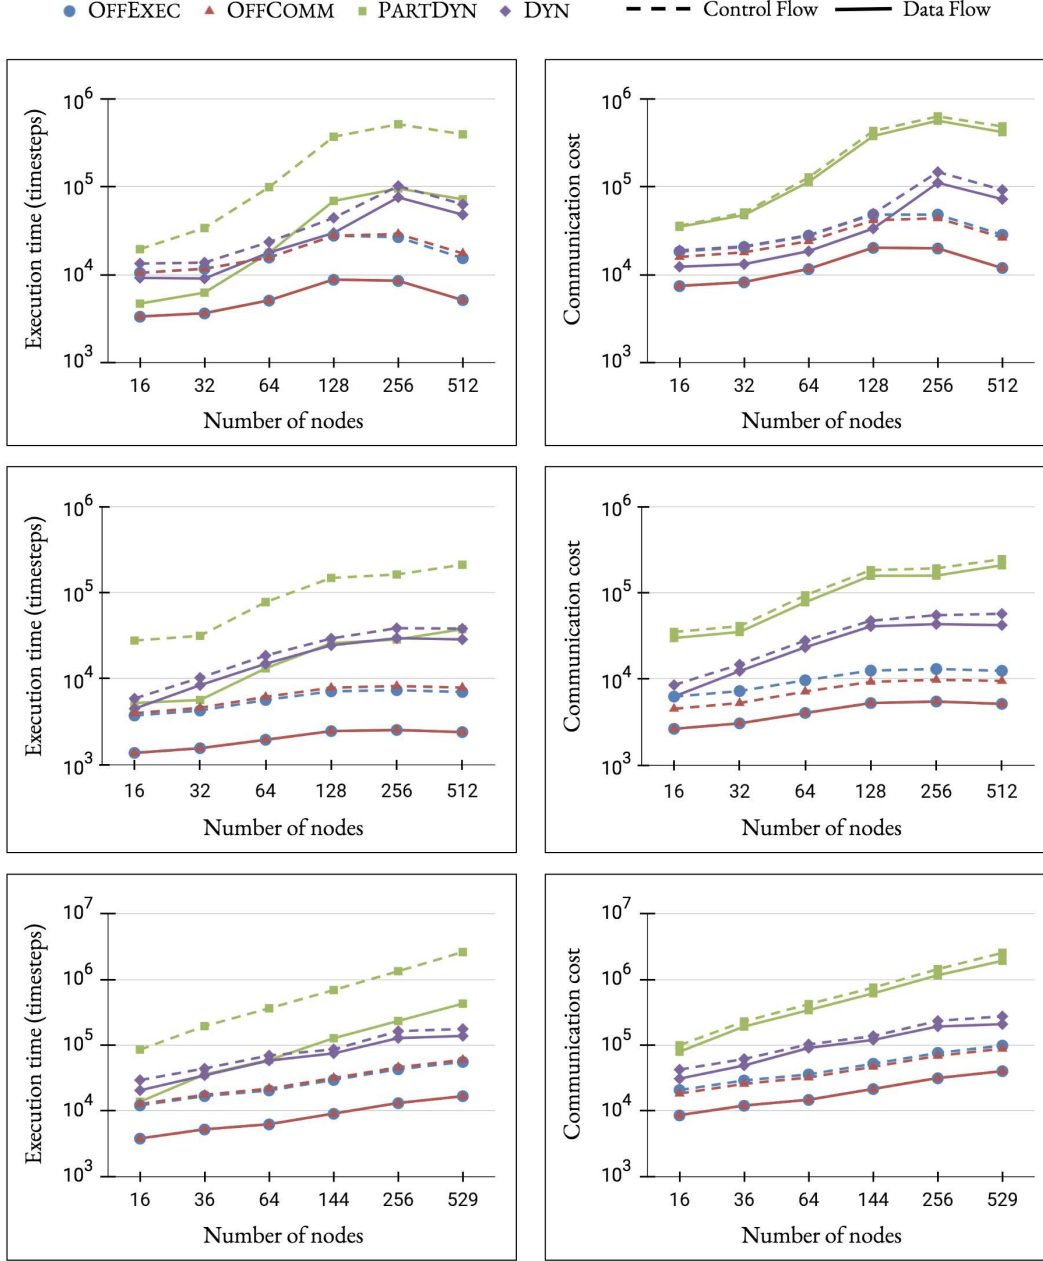 OFFEXEC OFFCOMM PARTDYN DYN Control Flow Data Flow
Execution time (timesteps)
10^6
10^5
10^4
10^3
16 32 64 128 256 512
Number of nodes
Communication cost
10^6
10^5
10^4
10^3
16 32 64 128 256 512
Number of nodes
Execution time (timesteps)
10^6
10^5
10^4
10^3
16 32 64 128 256 512
Number of nodes
Communication cost
10^6
10^5
10^4
10^3
16 32 64 128 256 512
Number of nodes
Execution time (timesteps)
10^7
10^6
10^5
10^4
10^3
16 36 64 144 256 529
Number of nodes
Communication cost
10^7
10^6
10^5
10^4
10^3
16 36 64 144 256 529
Number of nodes